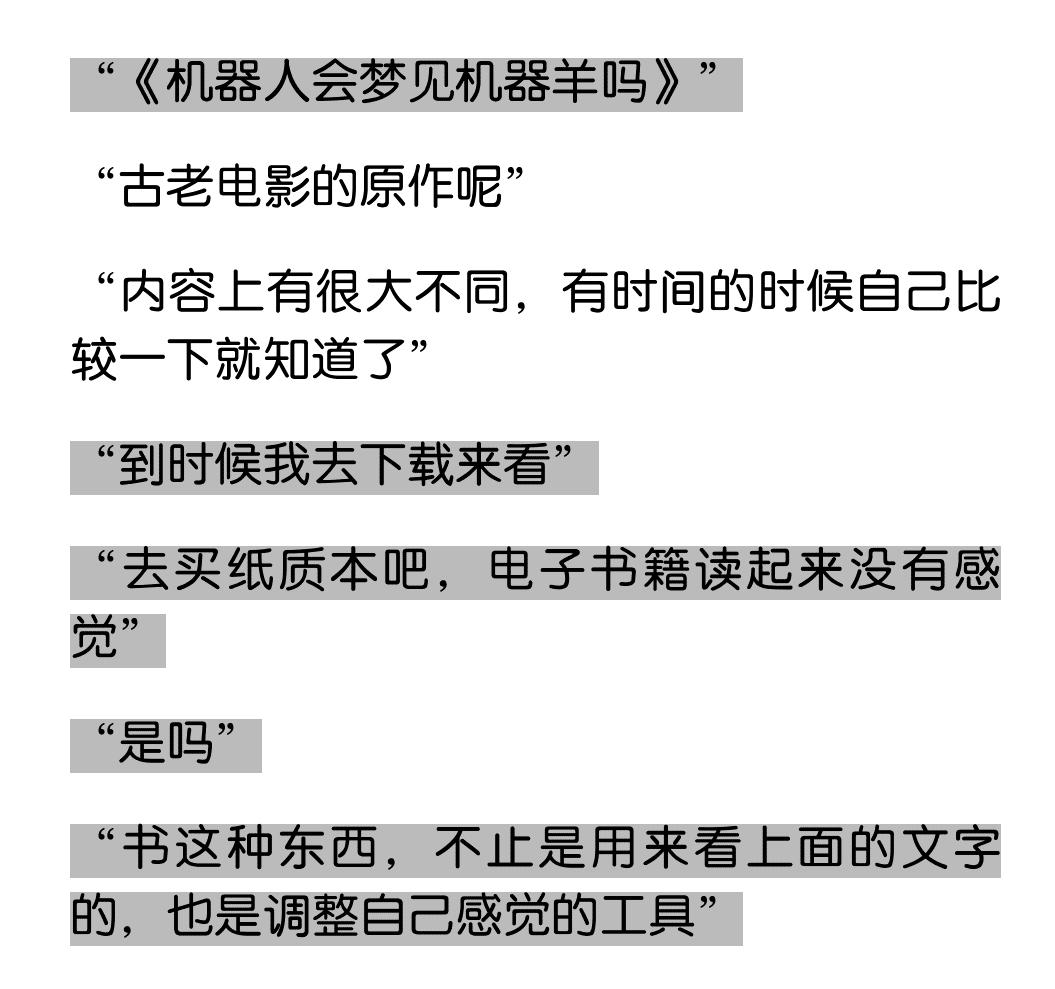 “《机器人会梦见机器羊吗》”
“古老电影的原作呢”
“内容上有很大不同，有时间的时候自己比
较一下就知道了”
“到时候我去下载来看”
“去买纸质本吧，电子书籍读起来没有感
觉”
“是吗”
“书这种东西，不止是用来看上面的文字
的，也是调整自己感觉的工具”